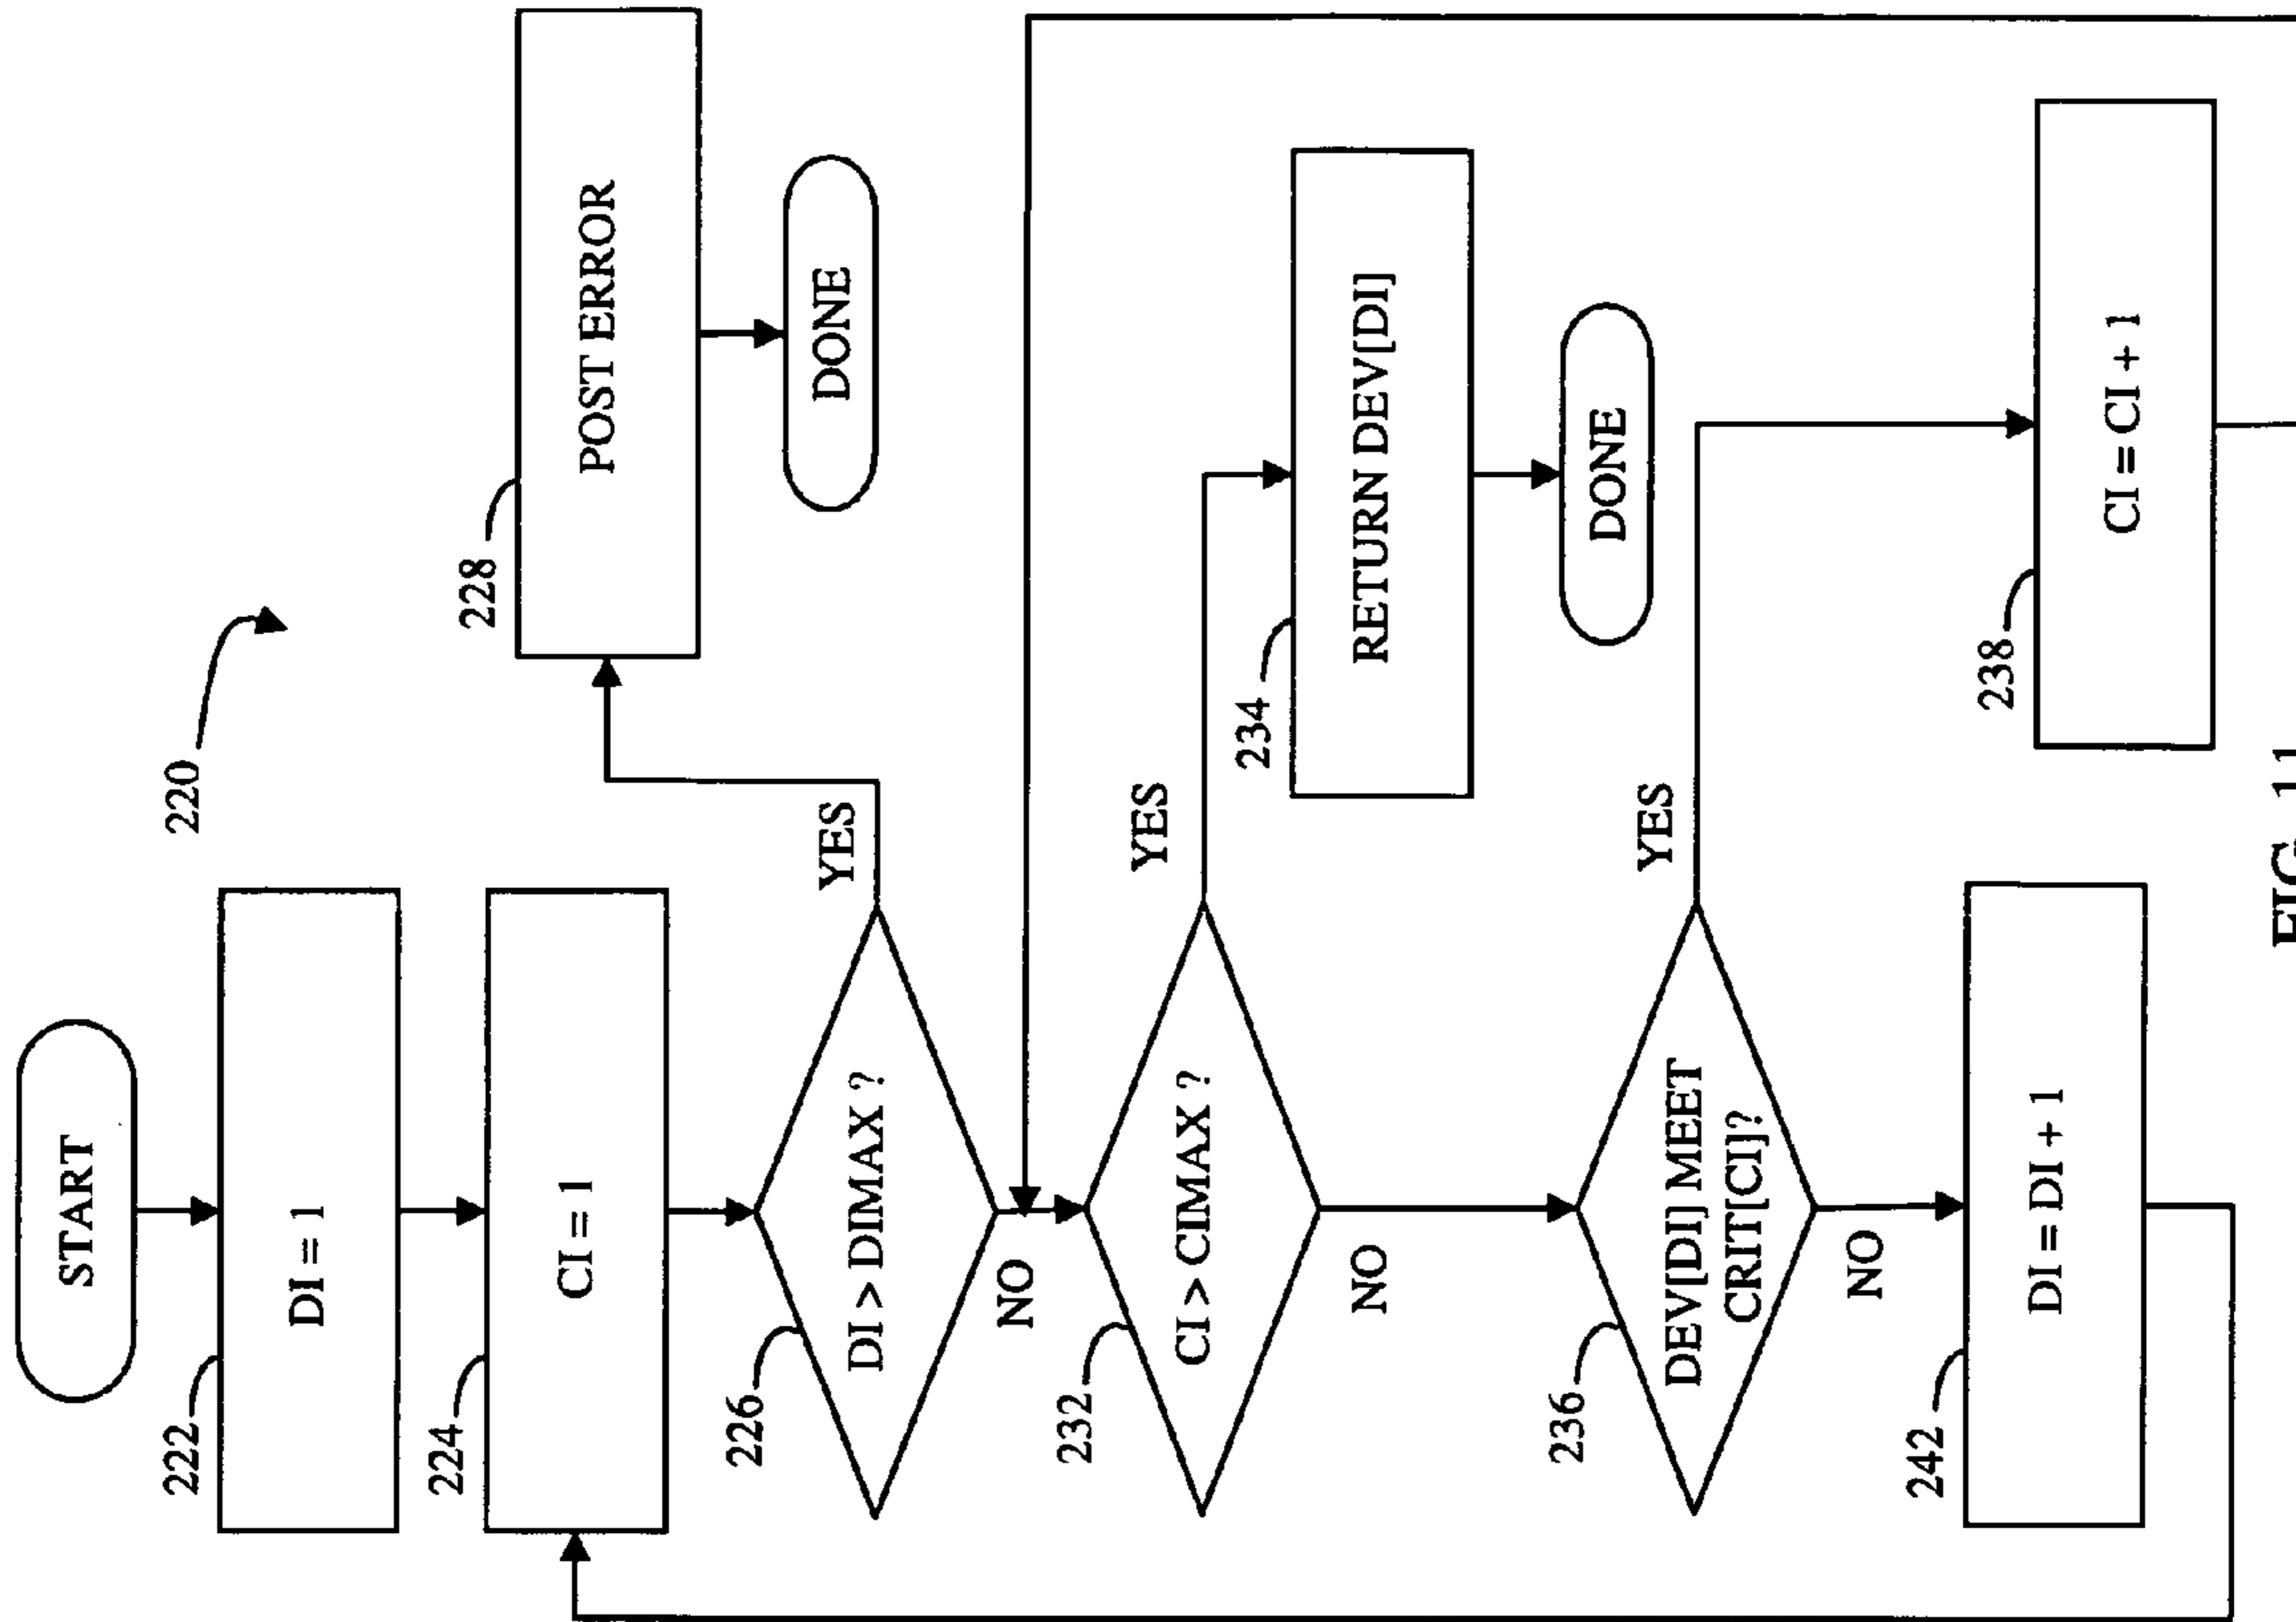 220
START
222
DI = 1
224
CI = 1
226
DI > DIMAX ?
YES
228
POST ERROR
DONE
NO
232
CI > CIMAX ?
YES
234
RETURN DEV[DI]
DONE
NO
236
DEV[DI] MEET
CRIT[CI]?
YES
238
CI = CI + 1
NO
242
DI = DI + 1
FIG. 11